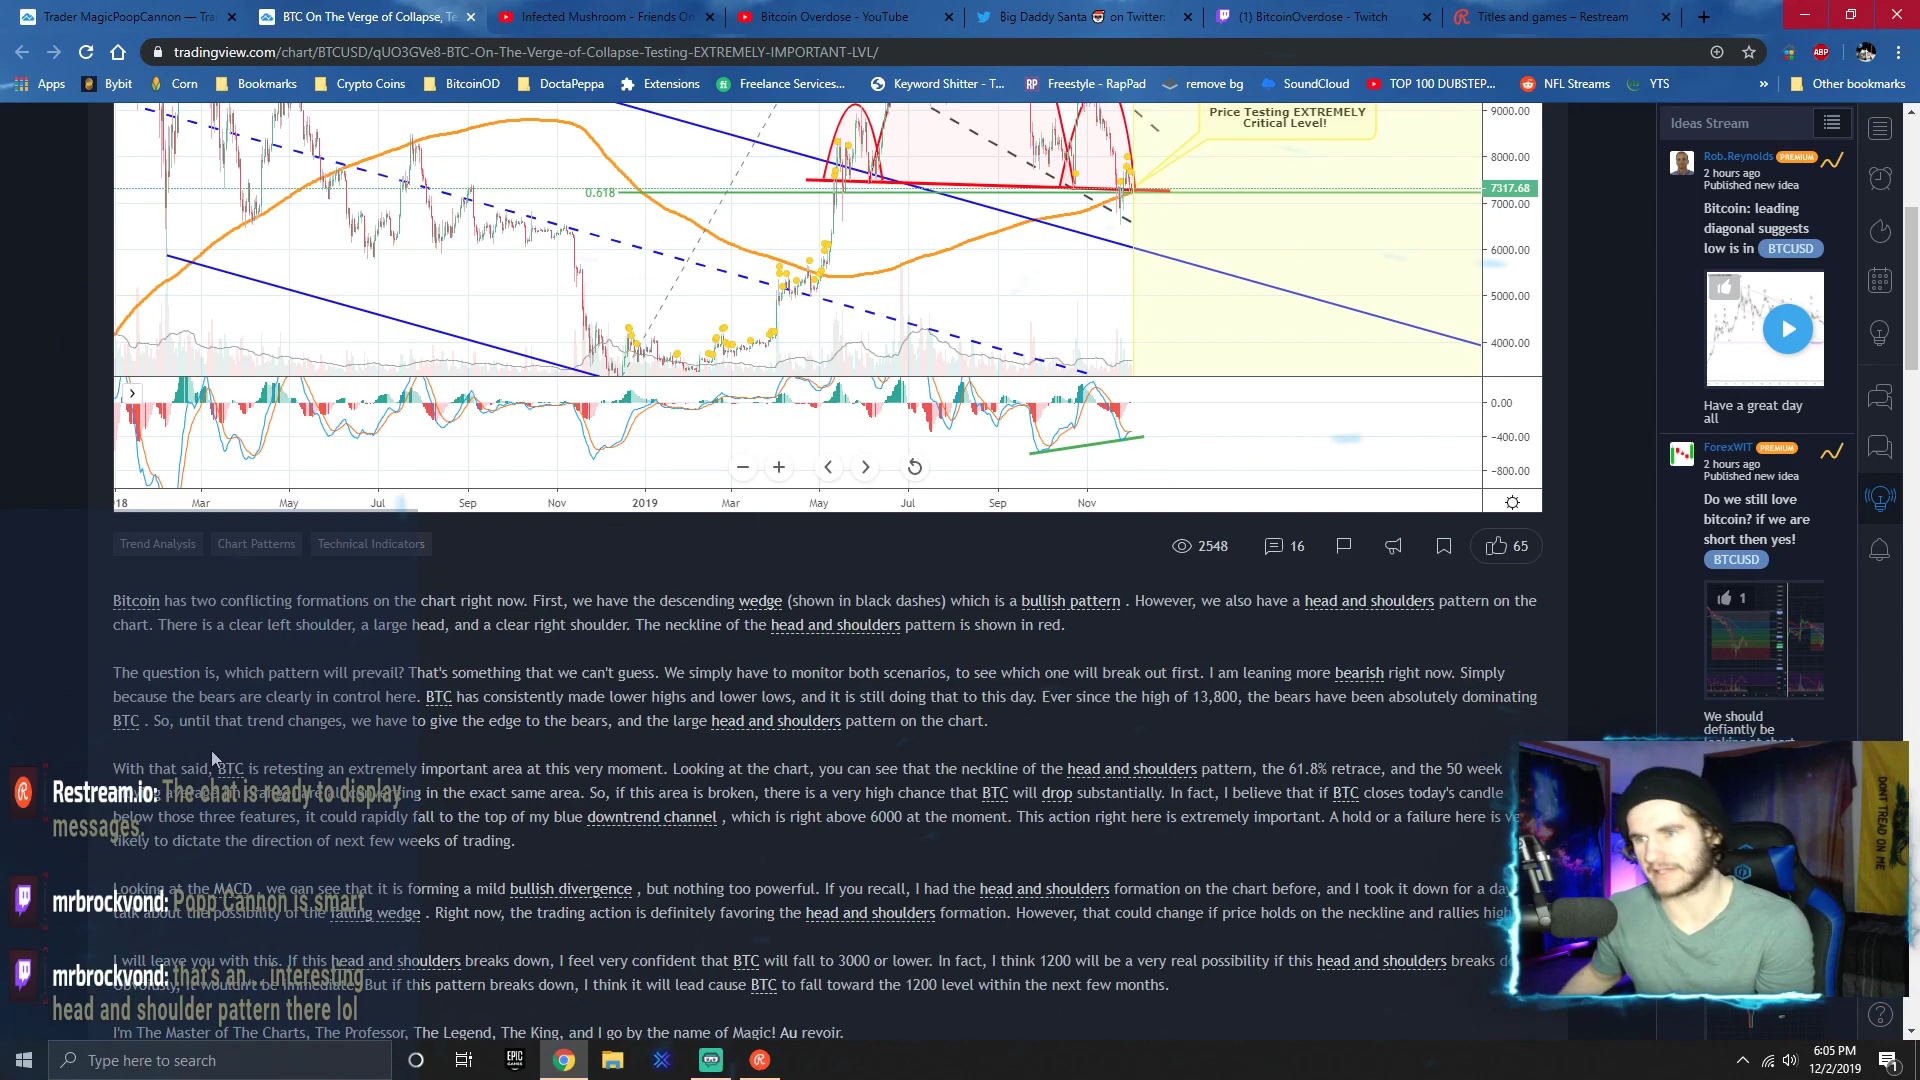 Trader MagicPoopCannon — Tra
BTC On The Verge of Collapse, Te
Infected Mushroom - Friends On
Bitcoin Overdose - YouTube
Big Daddy Santa 🎅 on Twitter:
(1) BitcoinOverdose - Twitch
Titles and games – Restream
tradingview.com/chart/BTCUSD/qUO3GVe8-BTC-On-The-Verge-of-Collapse-Testing-EXTREMELY-IMPORTANT-LVL/
ABP
Apps
Bybit
Corn
Bookmarks
Crypto Coins
BitcoinOD
DoctaPeppa
Extensions
Freelance Services...
Keyword Shitter - T...
Freestyle - RapPad
remove bg
SoundCloud
TOP 100 DUBSTEP...
NFL Streams
YTS
»
Other bookmarks
Price Testing EXTREMELY
Critical Level!
9000.00
8000.00
7317.68
7000.00
6000.00
5000.00
4000.00
0.00
−400.00
−800.00
0.618
018
Mar
May
Jul
Sep
Nov
2019
Mar
May
Jul
Sep
Nov
Trend Analysis
Chart Patterns
Technical Indicators
2548
16
65
Bitcoin has two conflicting formations on the chart right now. First, we have the descending wedge (shown in black dashes) which is a bullish pattern . However, we also have a head and shoulders pattern on the
chart. There is a clear left shoulder, a large head, and a clear right shoulder. The neckline of the head and shoulders pattern is shown in red.
The question is, which pattern will prevail? That's something that we can't guess. We simply have to monitor both scenarios, to see which one will break out first. I am leaning more bearish right now. Simply
because the bears are clearly in control here. BTC has consistently made lower highs and lower lows, and it is still doing that to this day. Ever since the high of 13,800, the bears have been absolutely dominating
BTC . So, until that trend changes, we have to give the edge to the bears, and the large head and shoulders pattern on the chart.
With that said, BTC is retesting an extremely important area at this very moment. Looking at the chart, you can see that the neckline of the head and shoulders pattern, the 61.8% retrace, and the 50 week
in the exact same area. So, if this area is broken, there is a very high chance that BTC will drop substantially. In fact, I believe that if BTC closes today's candle
below those three features, it could rapidly fall to the top of my blue downtrend channel , which is right above 6000 at the moment. This action right here is extremely important. A hold or a failure here is ve
likely to dictate the direction of next few weeks of trading.
Looking at the MACD , we can see that it is forming a mild bullish divergence , but nothing too powerful. If you recall, I had the head and shoulders formation on the chart before, and I took it down for a da
talk about the possibility of the falling wedge . Right now, the trading action is definitely favoring the head and shoulders formation. However, that could change if price holds on the neckline and rallies high
I will leave you with this. If this head and shoulders breaks down, I feel very confident that BTC will fall to 3000 or lower. In fact, I think 1200 will be a very real possibility if this head and shoulders breaks d
Obviously, it wouldn't be immediate. But if this pattern breaks down, I think it will lead cause BTC to fall toward the 1200 level within the next few months.
I'm The Master of The Charts, The Professor, The Legend, The King, and I go by the name of Magic! Au revoir.
Restream.io: The chat is ready to display
messages.
mrbrockvond: Popp Cannon is smart
mrbrockvond: that's an... interesting
head and shoulder pattern there lol
Ideas Stream
Rob.Reynolds PREMIUM
2 hours ago
Published new idea
Bitcoin: leading
diagonal suggests
low is in BTCUSD
Have a great day
all
ForexWIT PREMIUM
2 hours ago
Published new idea
Do we still love
bitcoin? if we are
short then yes!
BTCUSD
1
We should
defiantly be
DONT TREAD ON ME
Type here to search
EPIC
GAMES
6:05 PM
12/2/2019
1